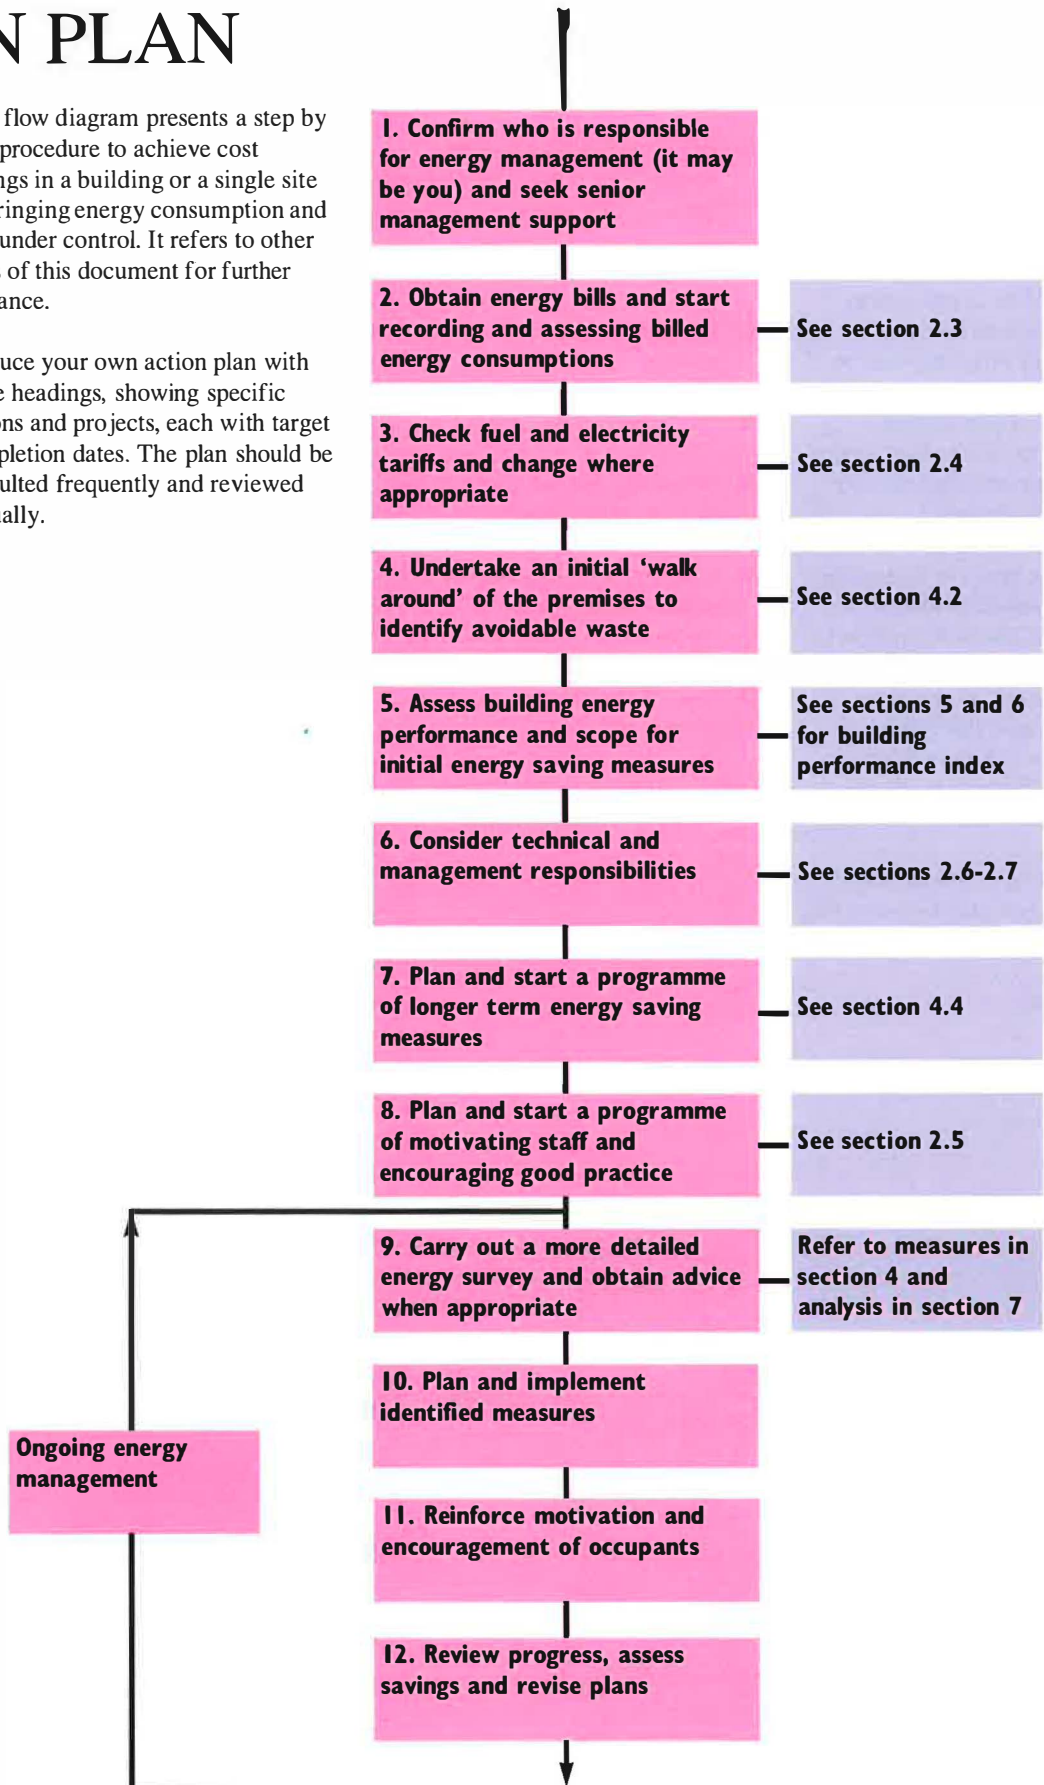 N PLAN
flow diagram presents a step by
procedure to achieve cost
ngs in a building or a single site
ringing energy consumption and
under control. It refers to other
of this document for further
ance.
uce your own action plan with
e headings, showing specific
ons and projects, each with target
pletion dates. The plan should be
ulted frequently and reviewed
ually.
1. Confirm who is responsible
for energy management (it may
be you) and seek senior
management support
2. Obtain energy bills and start
recording and assessing billed
energy consumptions
See section 2.3
3. Check fuel and electricity
tariffs and change where
appropriate
See section 2.4
4. Undertake an initial ‘walk
around’ of the premises to
identify avoidable waste
See section 4.2
5. Assess building energy
performance and scope for
initial energy saving measures
See sections 5 and 6
for building
performance index
6. Consider technical and
management responsibilities
See sections 2.6-2.7
7. Plan and start a programme
of longer term energy saving
measures
See section 4.4
8. Plan and start a programme
of motivating staff and
encouraging good practice
See section 2.5
9. Carry out a more detailed
energy survey and obtain advice
when appropriate
Refer to measures in
section 4 and
analysis in section 7
10. Plan and implement
identified measures
Ongoing energy
management
11. Reinforce motivation and
encouragement of occupants
12. Review progress, assess
savings and revise plans